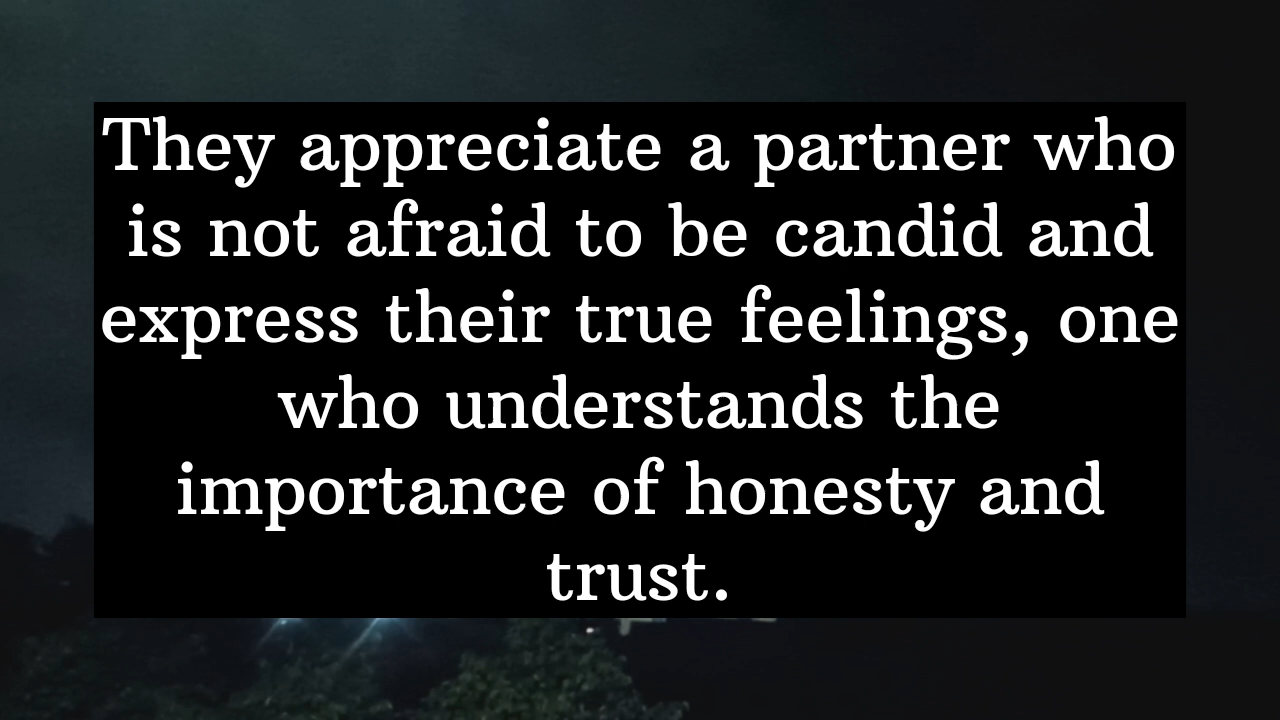 They appreciate a partner who
is not afraid to be candid and
express their true feelings, one
who understands the
importance of honesty and
trust.